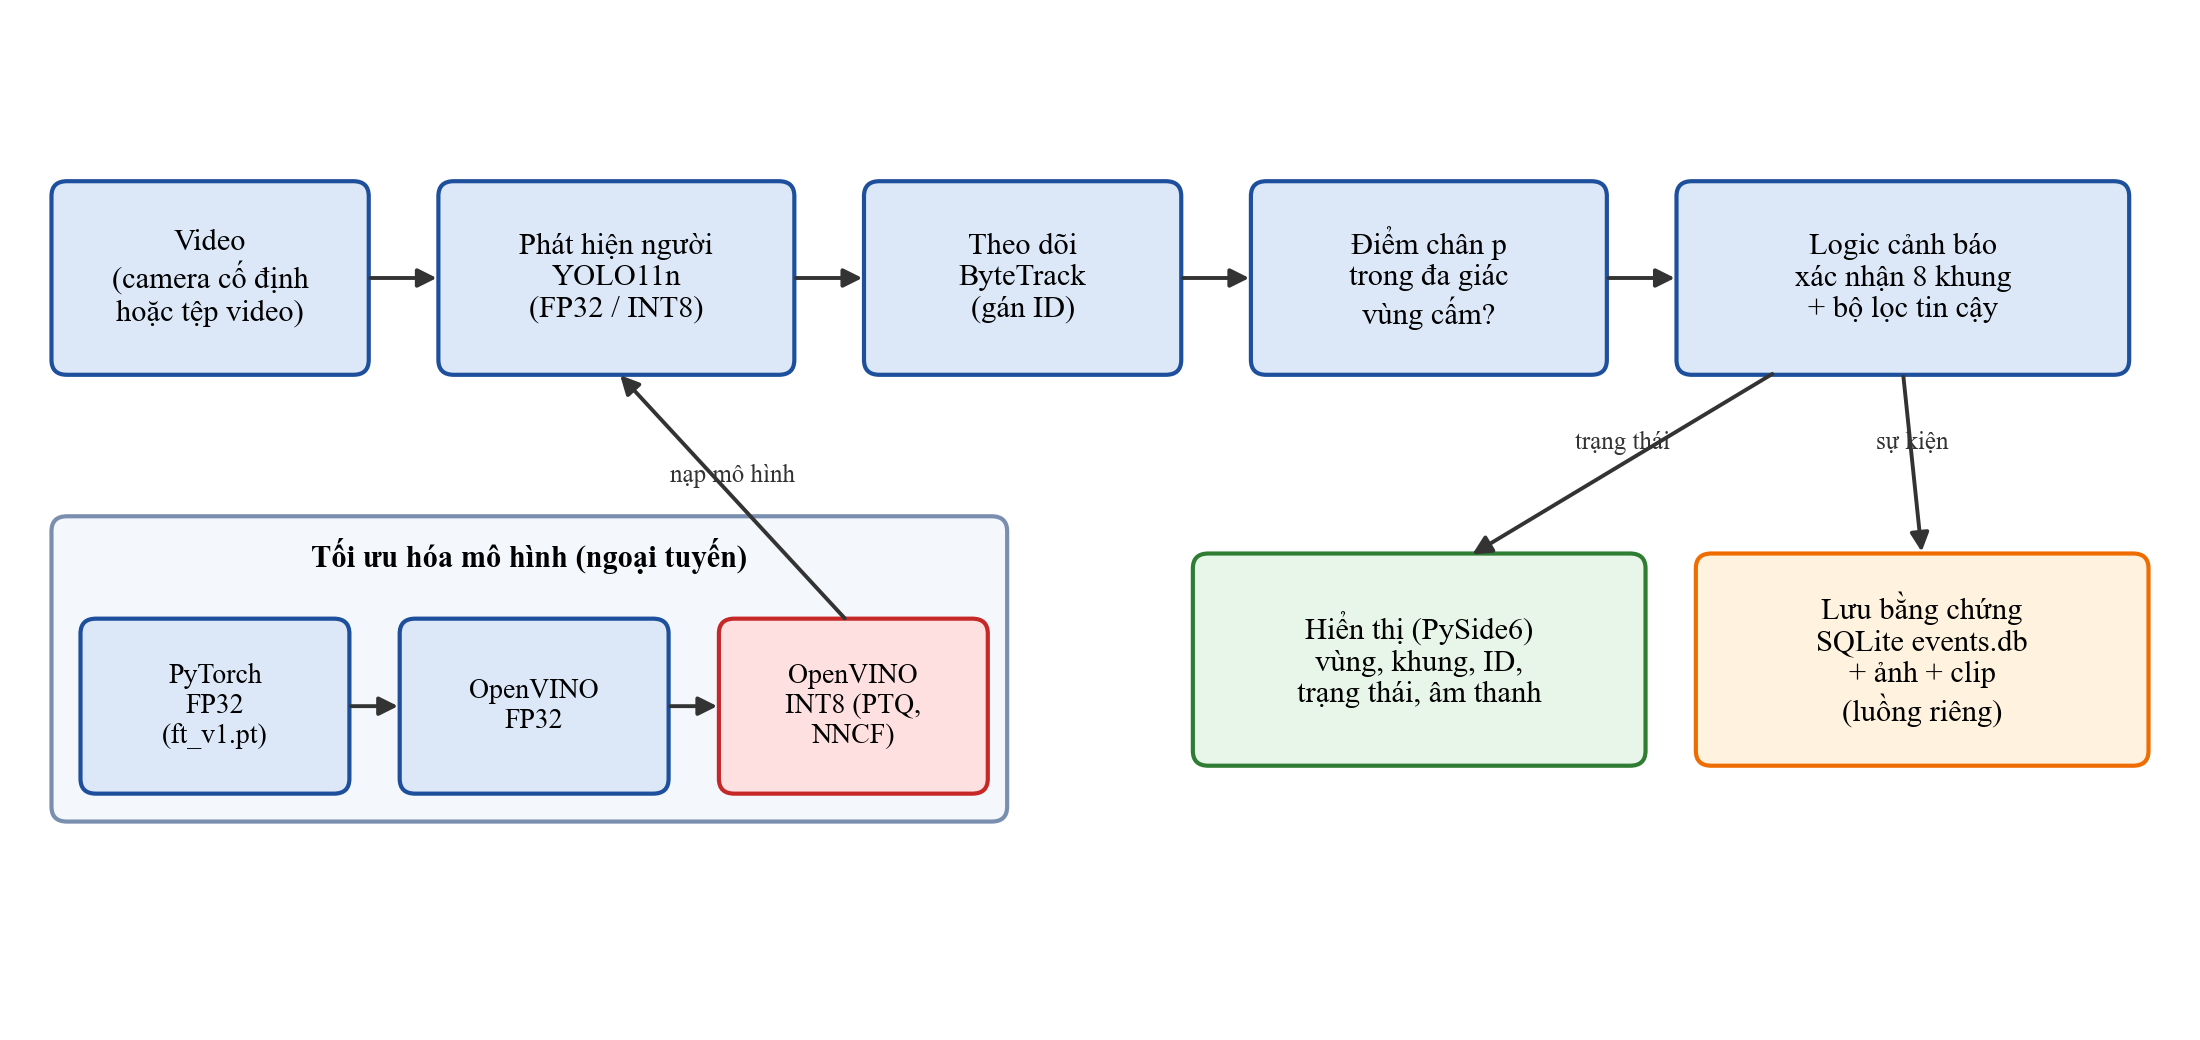 Video
(camera cố định
hoặc tệp video)
Phát hiện người
YOLO11n
(FP32 / INT8)
Theo dõi
ByteTrack
(gán ID)
Điểm chân p
trong đa giác
vùng cấm?
Logic cảnh báo
xác nhận 8 khung
+ bộ lọc tin cậy
nạp mô hình
trạng thái
sự kiện
Tối ưu hóa mô hình (ngoại tuyến)
PyTorch
FP32
(ft_v1.pt)
OpenVINO
FP32
OpenVINO
INT8 (PTQ,
NNCF)
Hiển thị (PySide6)
vùng, khung, ID,
trạng thái, âm thanh
Lưu bằng chứng
SQLite events.db
+ ảnh + clip
(luồng riêng)